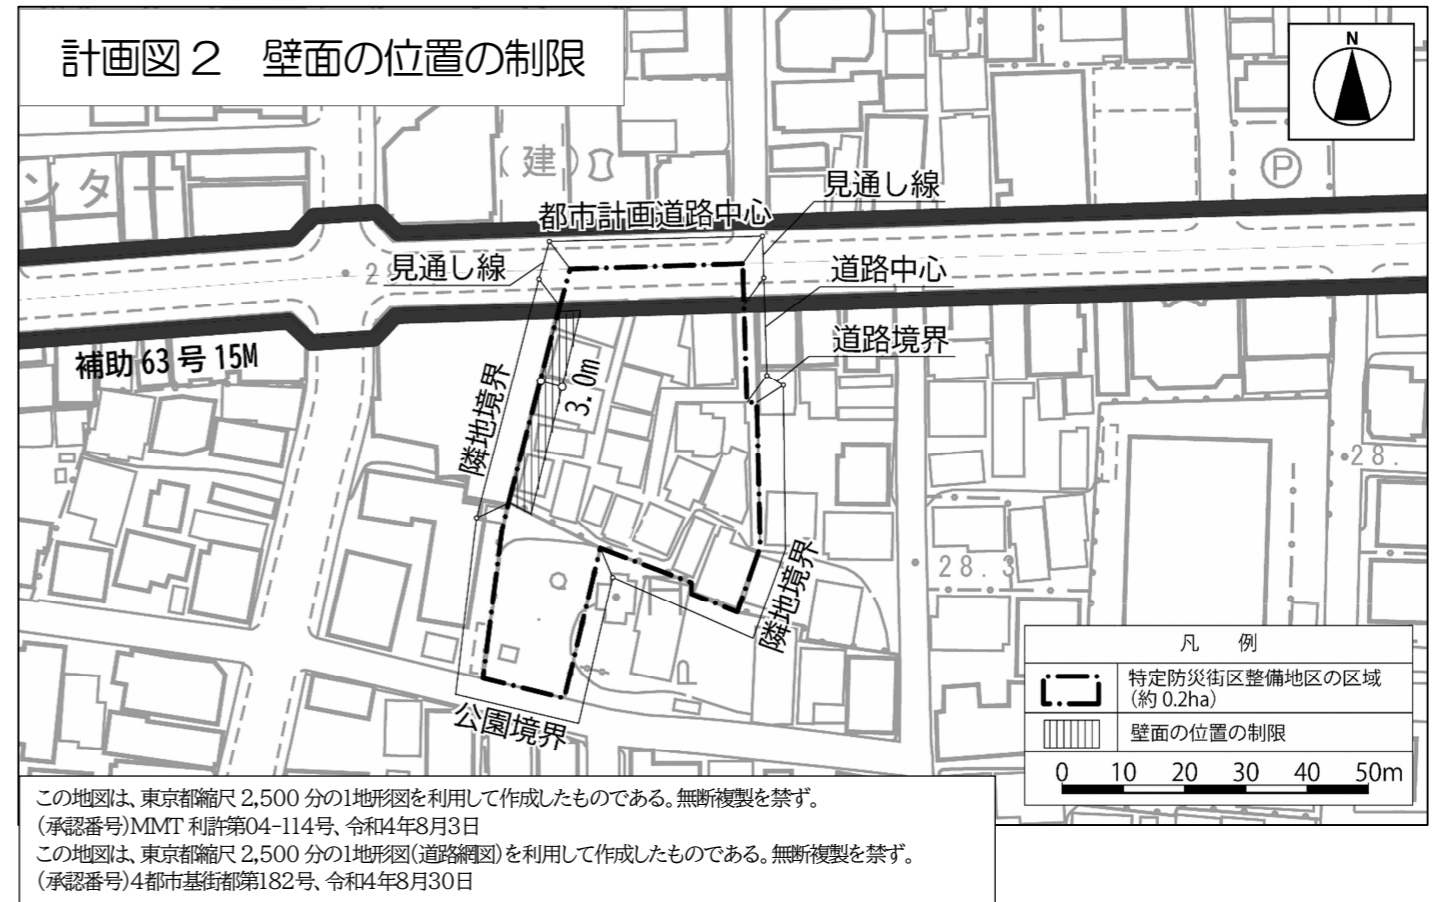 計画図２　壁面の位置の制限
N
ンター
（建）
P
見通し線
都市計画道路中心
見通し線
道路中心
道路境界
補助 63 号 15M
3.0m
隣地境界
28.
28.3
隣地境界
公園境界
凡　例
特定防災街区整備地区の区域
（約 0.2ha）
壁面の位置の制限
0 10 20 30 40 50m
この地図は、東京都縮尺 2,500 分の1地形図を利用して作成したものである。無断複製を禁ず。
（承認番号）MMT 利許第04-114号、令和4年8月3日
この地図は、東京都縮尺 2,500 分の1地形図（道路網図）を利用して作成したものである。無断複製を禁ず。
（承認番号）4都市基街都第182号、令和4年8月30日